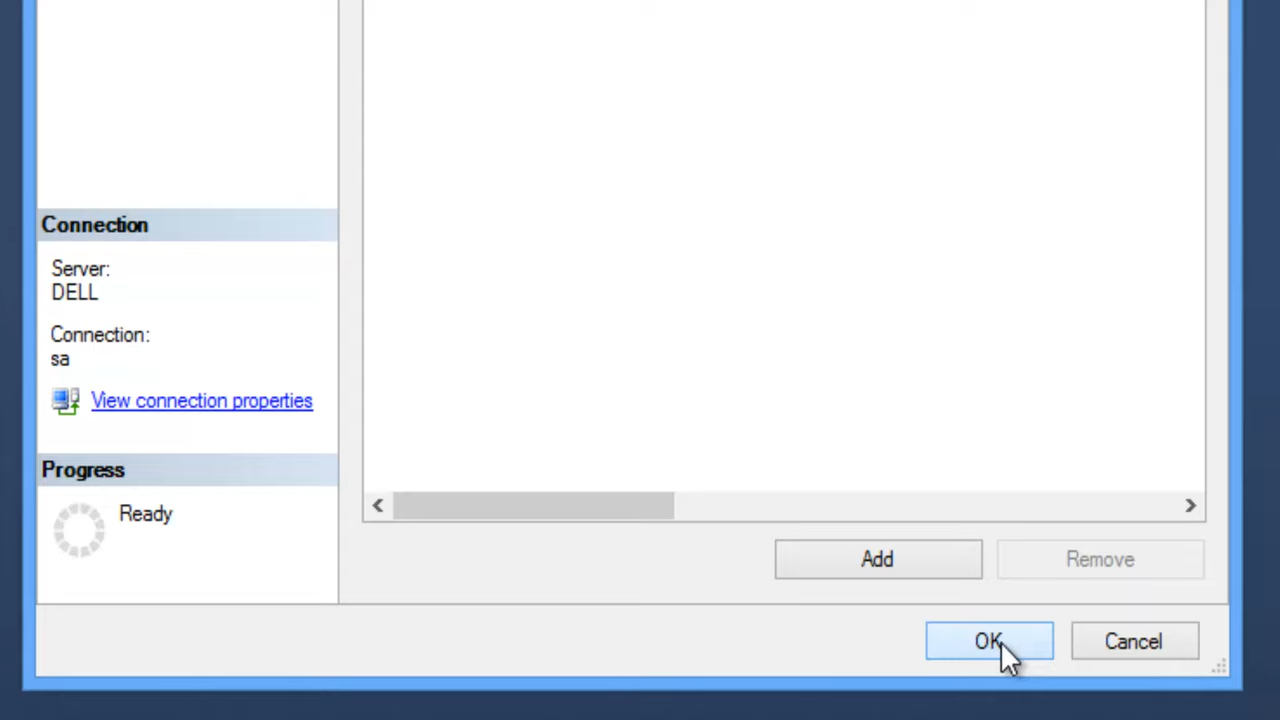 Connection
Server:
DELL
Connection:
sa
View connection properties
Progress
Ready
Add
Remove
OK
Cancel